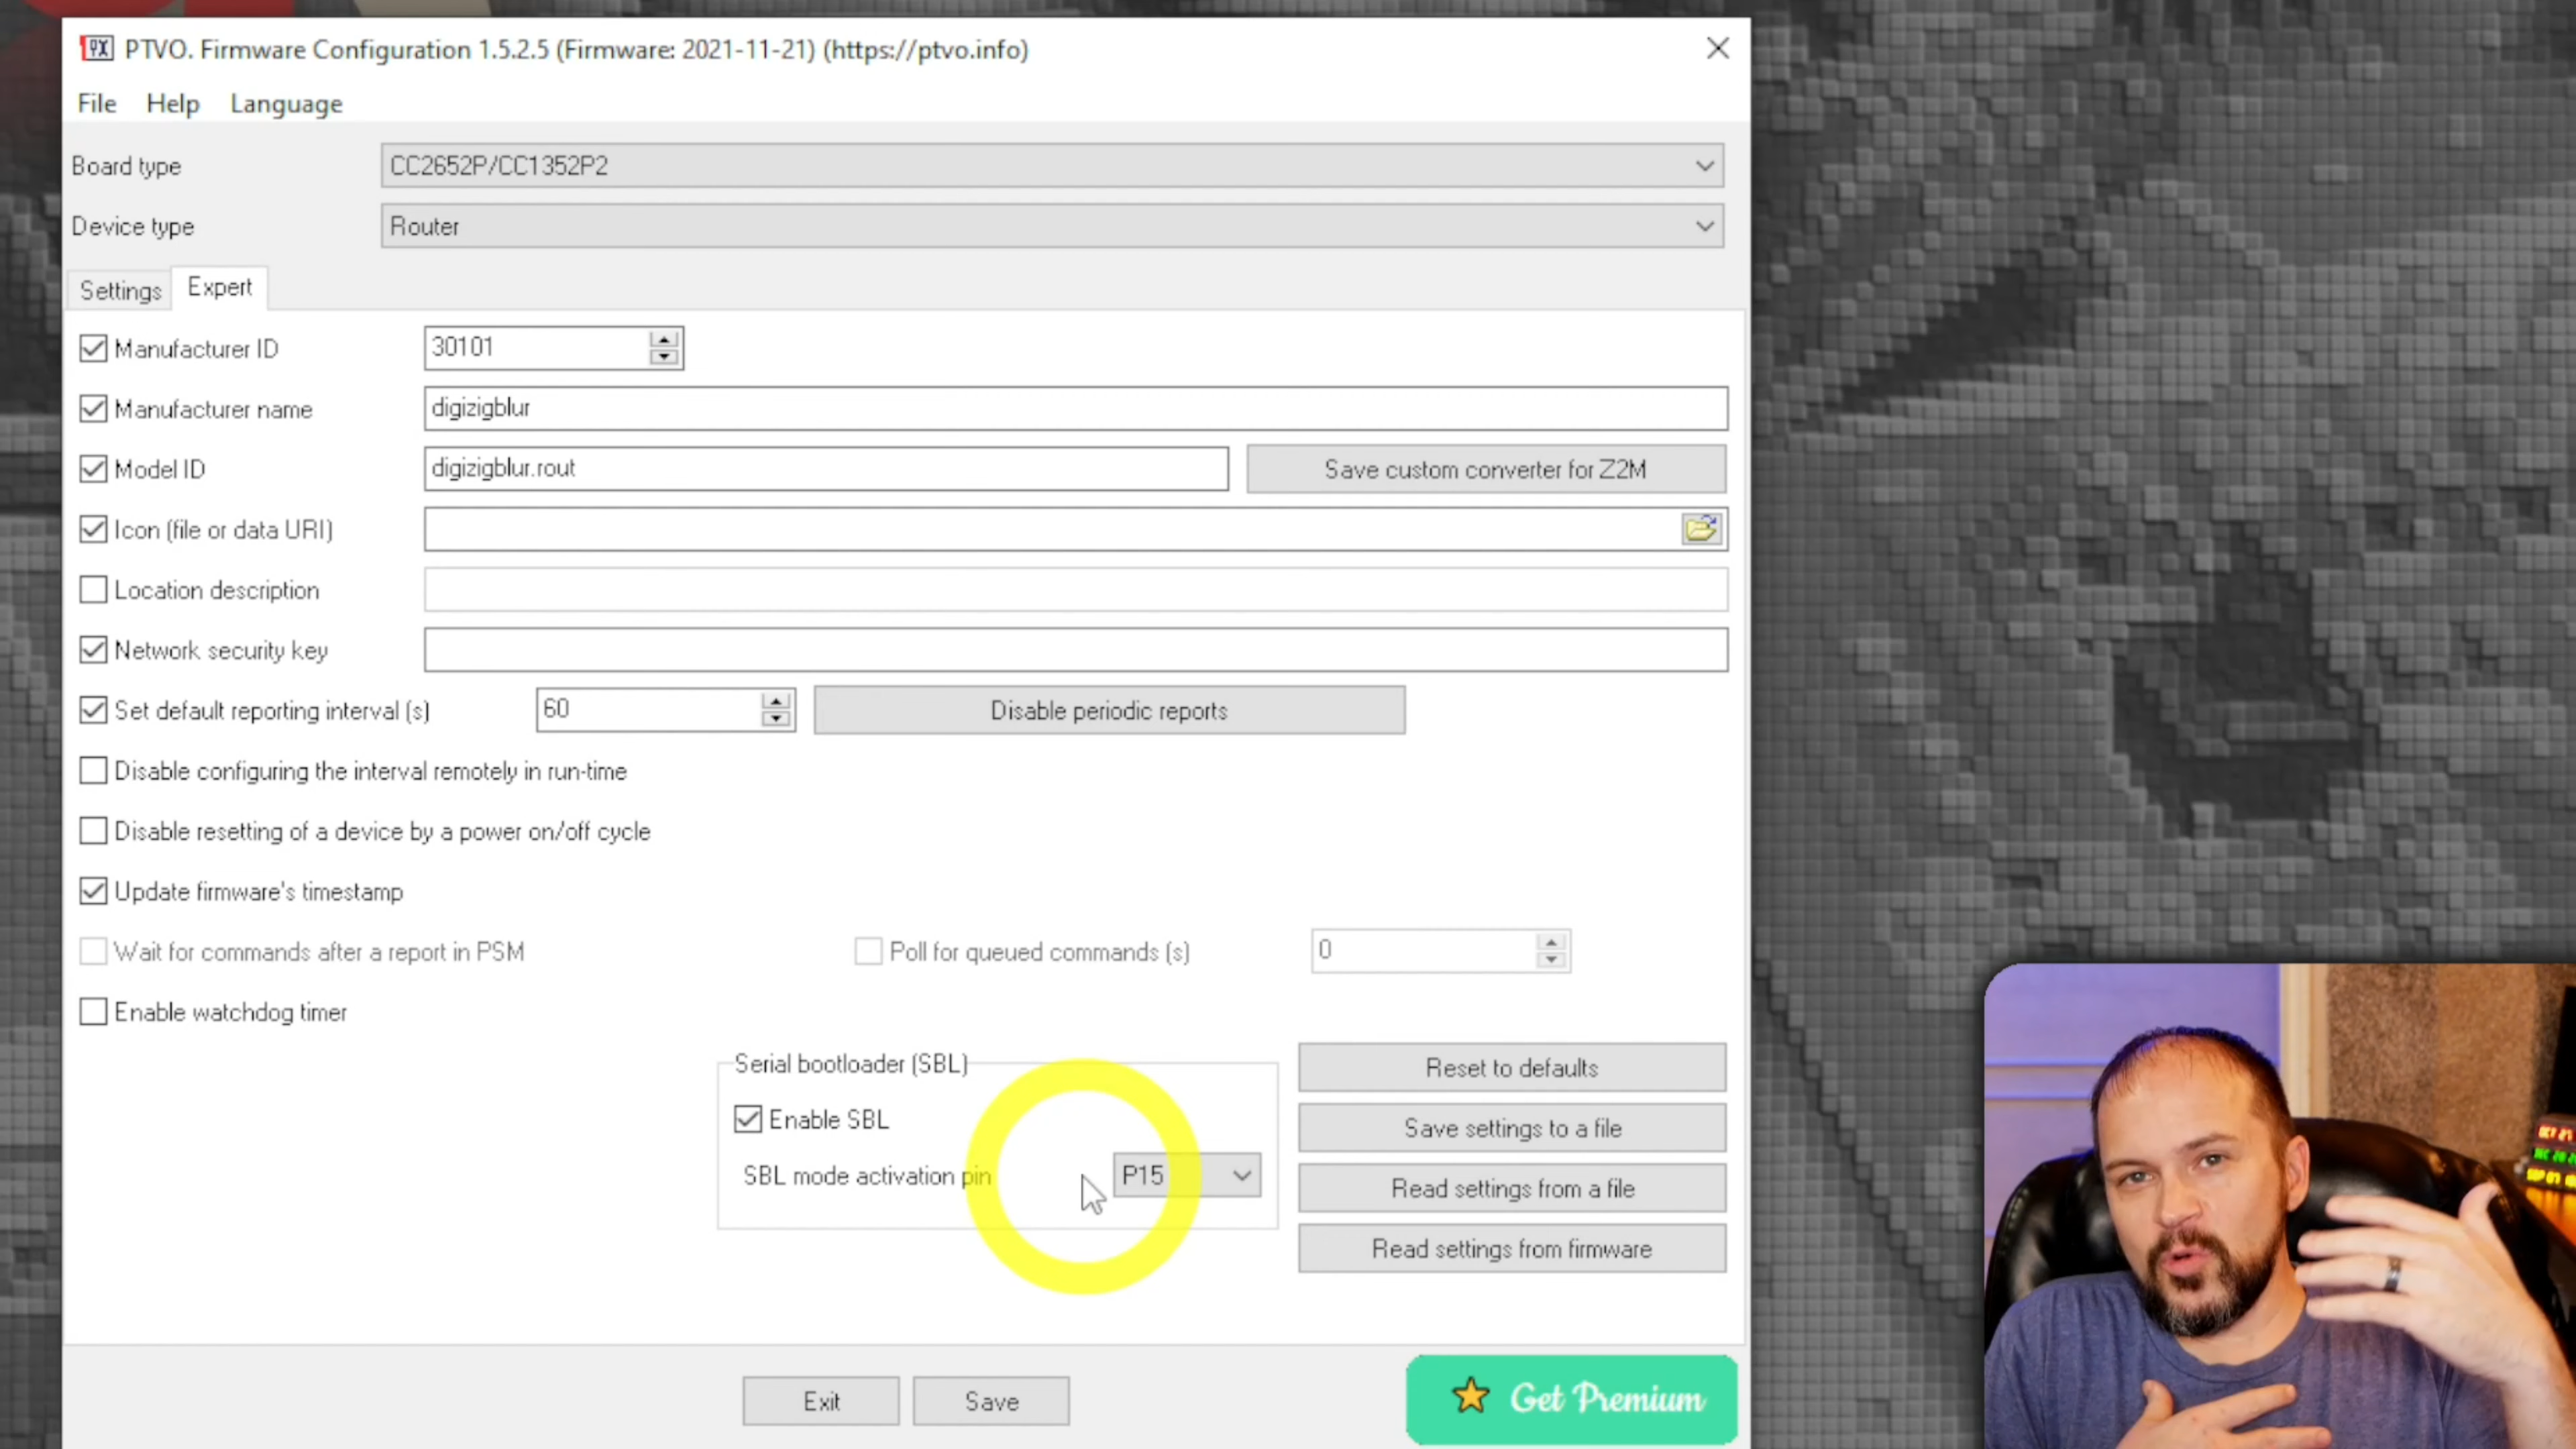 PTVO. Firmware Configuration 1.5.2.5 (Firmware: 2021-11-21) (https://ptvo.info)
File Help Language
Board type CC2652P/CC1352P2
Device type Router
Settings Expert
Manufacturer ID 30101
Manufacturer name digizigblur
Model ID digizigblur.rout Save custom converter for Z2M
Icon (file or data URI)
Location description
Network security key
Set default reporting interval (s) 60 Disable periodic reports
Disable configuring the interval remotely in run-time
Disable resetting of a device by a power on/off cycle
Update firmware's timestamp
Wait for commands after a report in PSM Poll for queued commands (s) 0
Enable watchdog timer
Serial bootloader (SBL)
Enable SBL
SBL mode activation pin P15
Reset to defaults
Save settings to a file
Read settings from a file
Read settings from firmware
Exit Save Get Premium